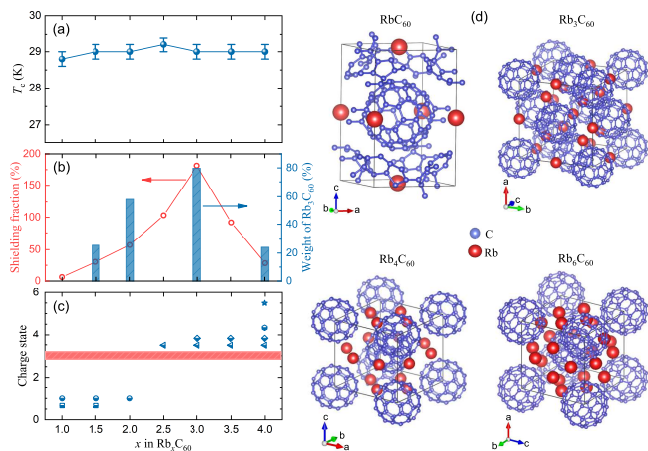 (a)
T_c (K)
31
30
29
28
27
(b)
Shielding fraction (%)
200
150
100
50
0
80
60
40
20
0
Weight of Rb₃C₆₀ (%)
(c)
Charge state
6
4
2
0
1.0 1.5 2.0 2.5 3.0 3.5 4.0
x in RbₓC₆₀
RbC₆₀
(d)
Rb₃C₆₀
c
b
a
a
c
b
C
Rb
Rb₄C₆₀
Rb₆C₆₀
c
b
a
a
b
c